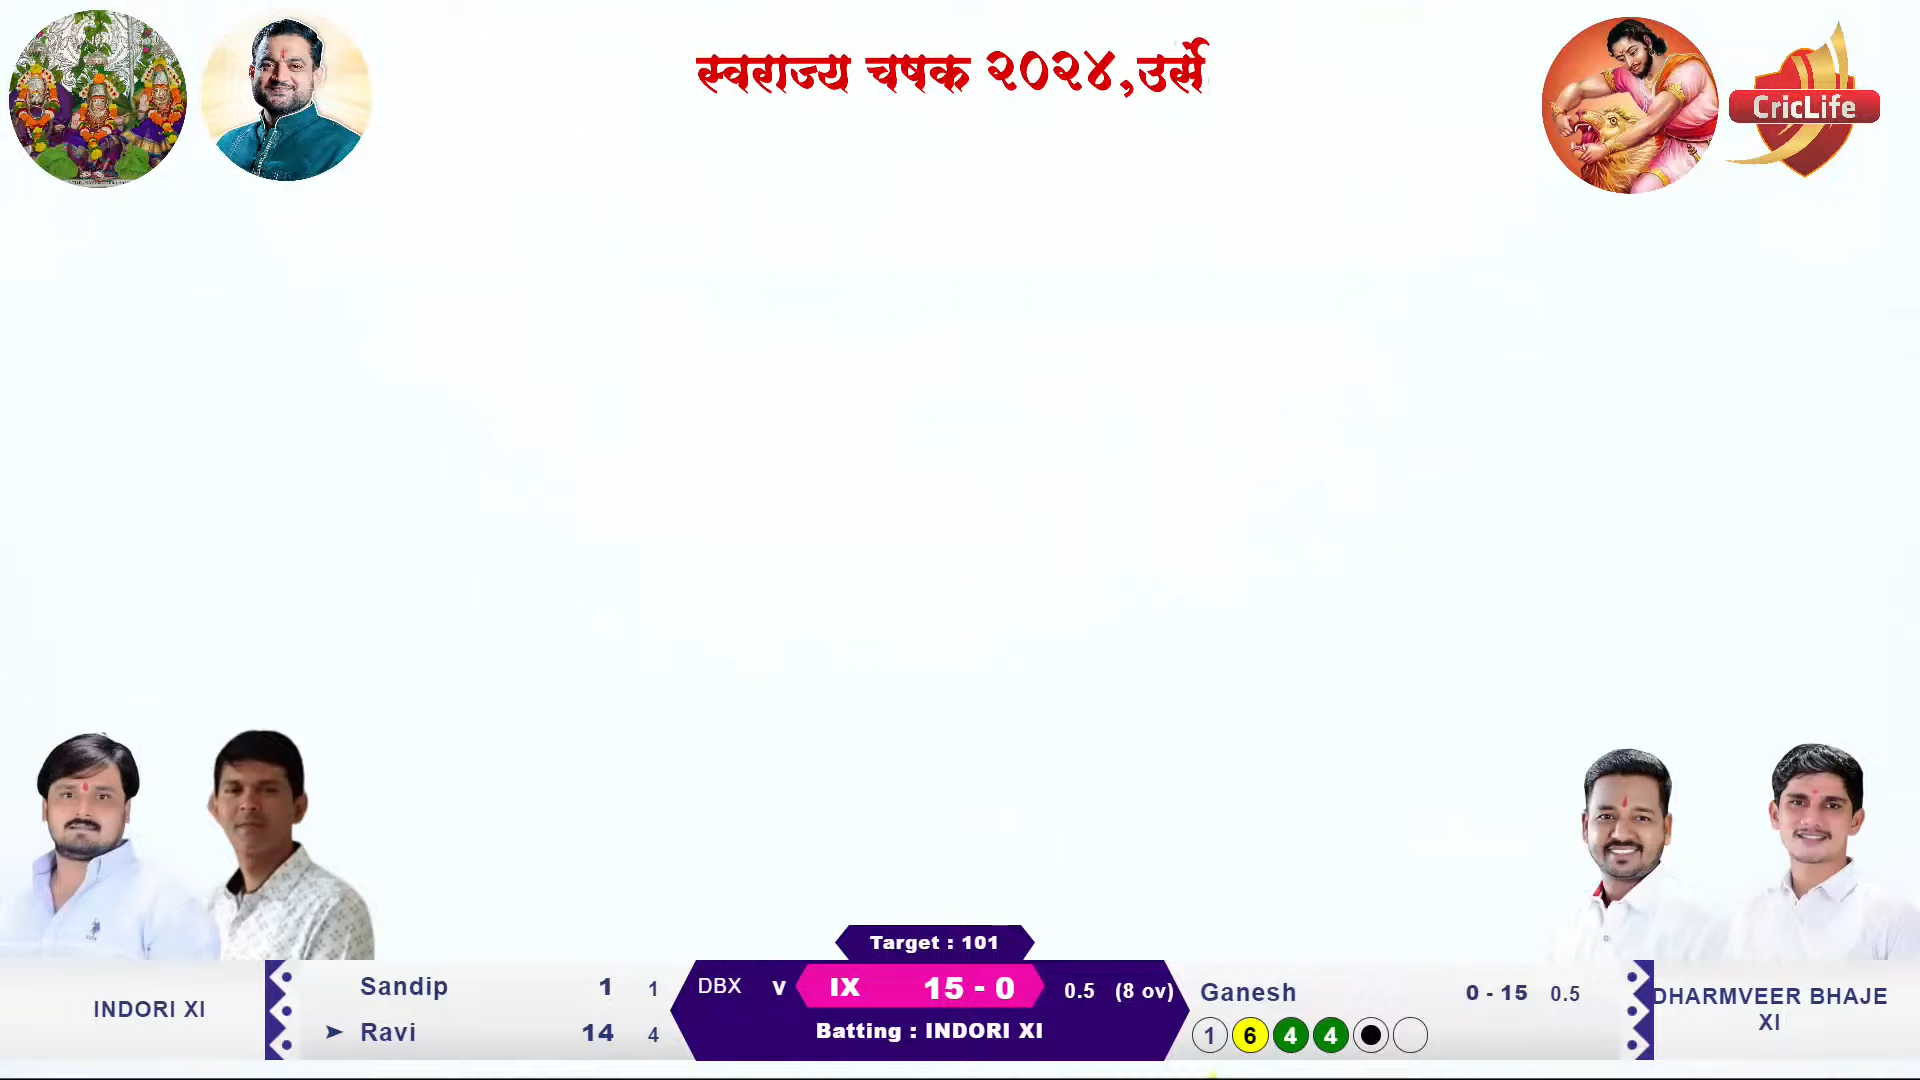 स्वराज्य चषक २०२४,उर्से
CricLife
Target : 101
INDORI XI
Sandip 1 1
Ravi 14 4
DBX v IX 15 - 0 0.5 (8 ov)
Batting : INDORI XI
Ganesh 0 - 15 0.5
1 6 4 4
DHARMVEER BHAJE
XI